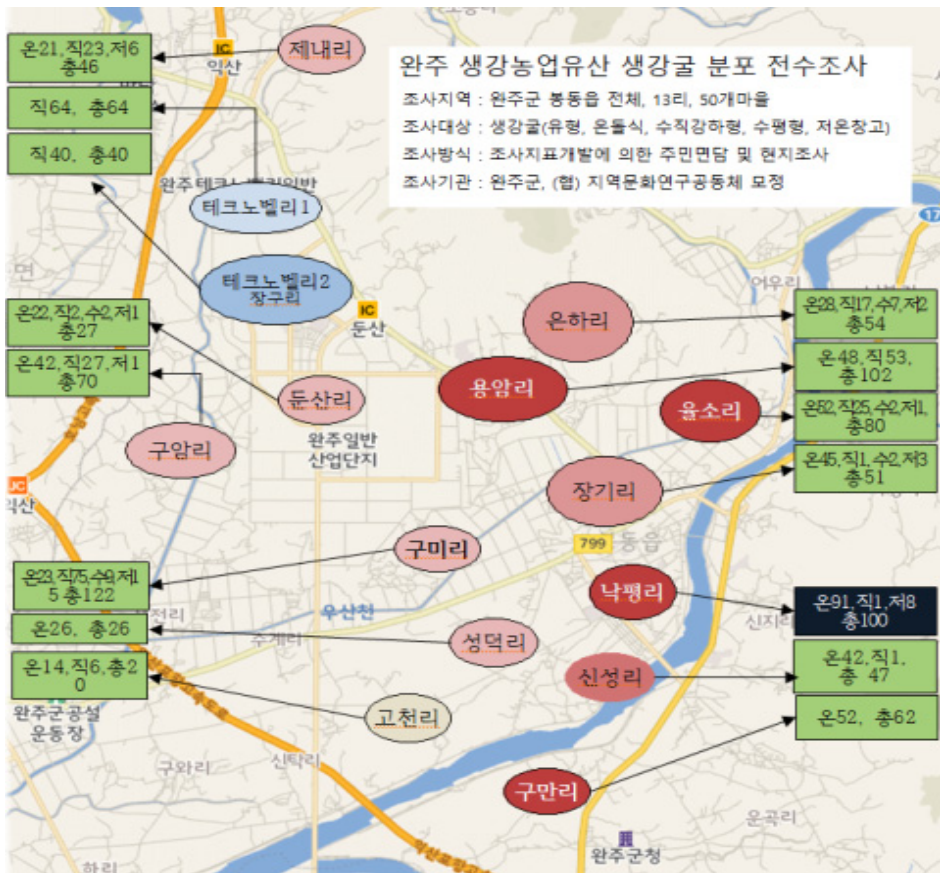 완주 생강농업유산 생강굴 분포 전수조사
조사지역 : 완주군 봉동읍 전체, 13리, 50개마을
조사대상 : 생강굴(유형, 온돌식, 수직강하형, 수평형, 저온창고)
조사방식 : 조사지표개발에 의한 주민면담 및 현지조사
조사기관 : 완주군, (협) 지역문화연구공동체 모정
온21,직23,저6
총46
제내리
IC
익산
직64, 총64
직40, 총40
테크노벨리1
테크노벨리2
장구리
IC
둔산
17
어우리
온22,직2,수2,저1
총27
온42,직27,저1
총70
둔산리
구암리
완주일반
산업단지
은하리
온28,직17,수7,저2
총54
용암리
온48,직53,
총102
율소리
온52,직25,수2,저1,
총80
장기리
온45,직1,수2,저3
총51
JC
익산
799
동읍
구미리
온23,직75,수9,저1
5 총122
우산천
추계리
낙평리
온91,직1,저8
총100
신지리
성덕리
온26, 총26
신성리
온42,직1,
총 47
고천리
온14,직6,총2
0
완주군공설
운동장
구와리
신탁리
온52, 총62
구만리
운곡리
완주군청
하리